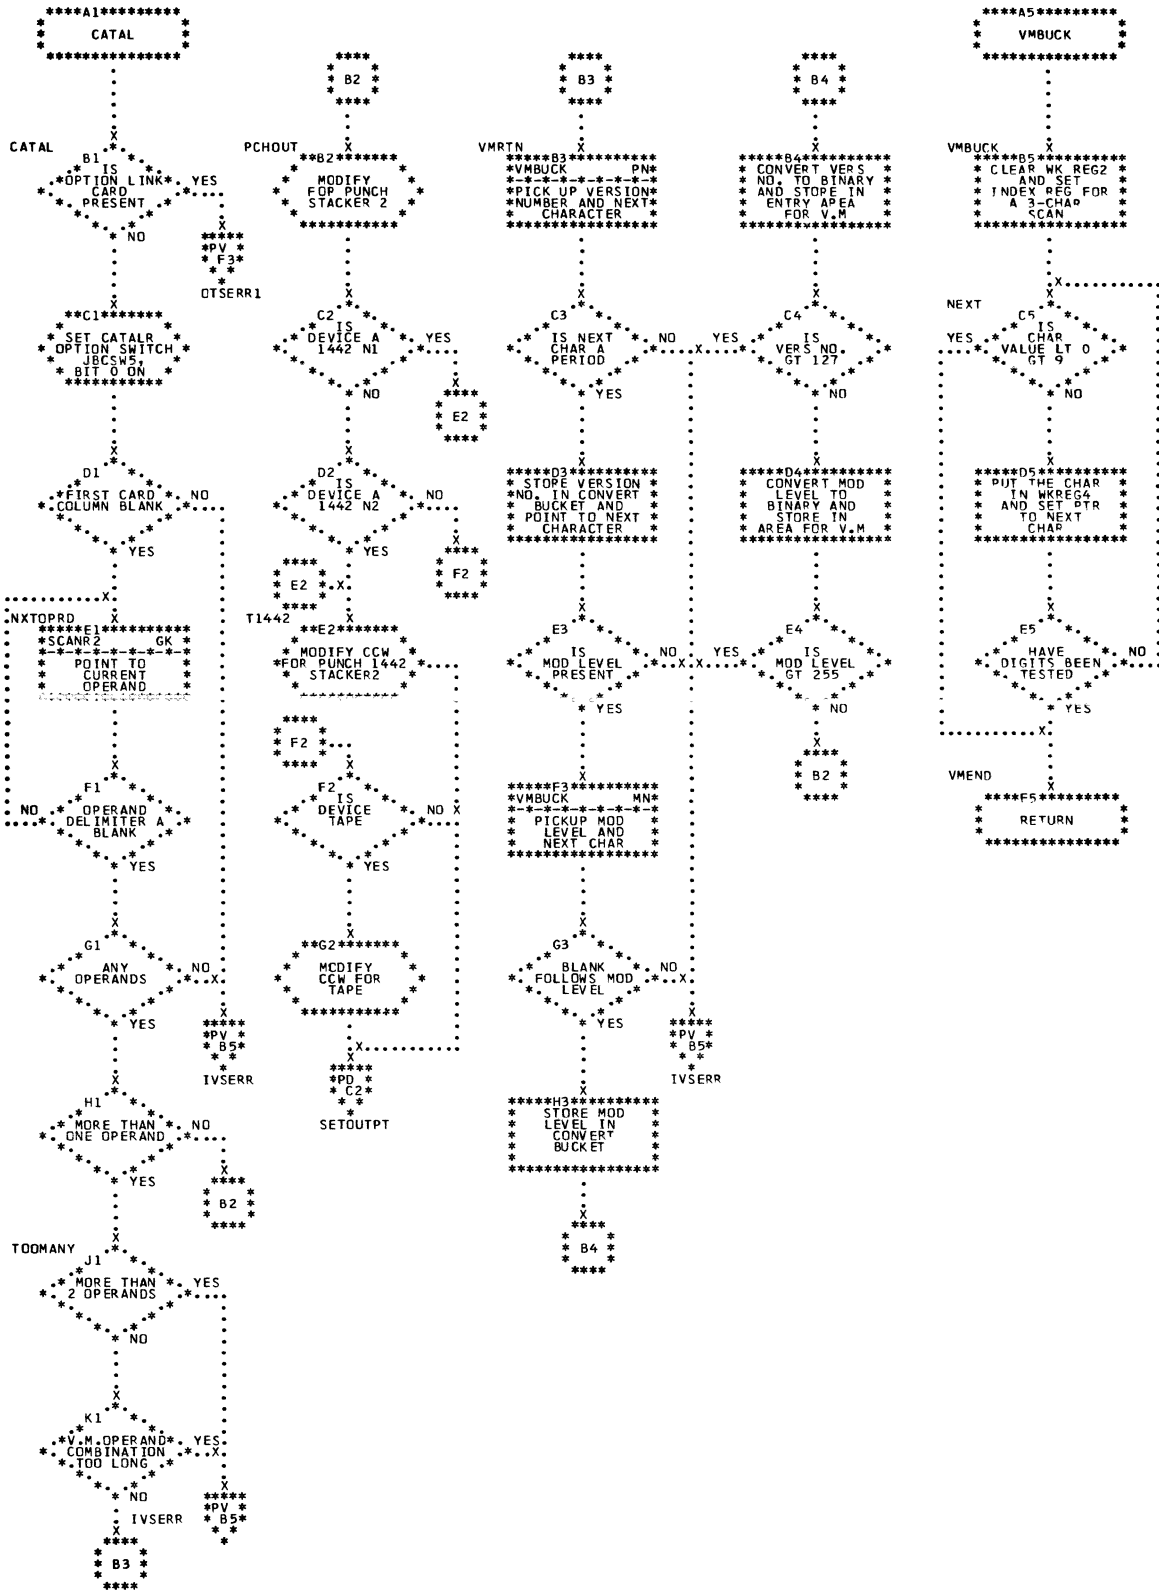 A1
CATAL
CATAL
B1
IS
OPTION LINK
CARD
PRESENT
YES
NO
PV
F3
OTSERR1
C1
SET CATALR
OPTION SWITCH
JBCSW5,
BIT 0 ON
D1
FIRST CARD
COLUMN BLANK
NO
YES
NXTOPRD
E1
SCANR2 GK
POINT TO
CURRENT
OPERAND
F1
OPERAND
DELIMITER A
BLANK
NO
YES
G1
ANY
OPERANDS
NO
YES
PV
B5
IVSERR
H1
MORE THAN
ONE OPERAND
NO
YES
B2
TOOMANY
J1
MORE THAN
2 OPERANDS
YES
NO
K1
V.M.OPERAND
COMBINATION
TOO LONG
YES
NO
IVSERR
PV
B5
B3
B2
PCHOUT
B2
MODIFY
FOP PUNCH
STACKER 2
C2
IS
DEVICE A
1442 N1
YES
NO
E2
D2
IS
DEVICE A
1442 N2
NO
YES
F2
E2
T1442
E2
MODIFY CCW
FOR PUNCH 1442
STACKER2
F2
F2
IS
DEVICE
TAPE
NO
YES
G2
MCDIFY
CCW FOR
TAPE
PD
C2
SETOUTPT
B3
VMRTN
B3
VMBUCK PN
PICK UP VERSION
NUMBER AND NEXT
CHARACTER
C3
IS NEXT
CHAR A
PERIOD
NO
YES
D3
STOPE VERSION
NO. IN CONVERT
BUCKET AND
POINT TO NEXT
CHARACTER
E3
IS
MOD LEVEL
PRESENT
NO
YES
F3
VMBUCK MN
PICKUP MOD
LEVEL AND
NEXT CHAR
G3
BLANK
FOLLOWS MOD
LEVEL
NO
YES
PV
B5
IVSERR
H3
STORE MOD
LEVEL IN
CONVERT
BUCKET
B4
B4
B4
CONVERT VERS
NO. TO BINARY
AND STOPE IN
ENTRY AREA
FOR V.M
C4
IS
VERS NO.
GT 127
YES
NO
D4
CONVERT MOD
LEVEL TO
BINARY AND
STORE IN
AREA FOR V.M
E4
IS
MOD LEVEL
GT 255
YES
NO
B2
A5
VMBUCK
VMBUCK
B5
CLEAR WK REG2
AND SET
INDEX REG FOR
A 3-CHAR
SCAN
NEXT
C5
IS
CHAR
VALUE LT 0
GT 9
YES
NO
D5
PUT THE CHAR
IN WKREG4
AND SET PTR
TO NEXT
CHAR
E5
HAVE
DIGITS BEEN
TESTED
NO
YES
VMEND
F5
RETURN